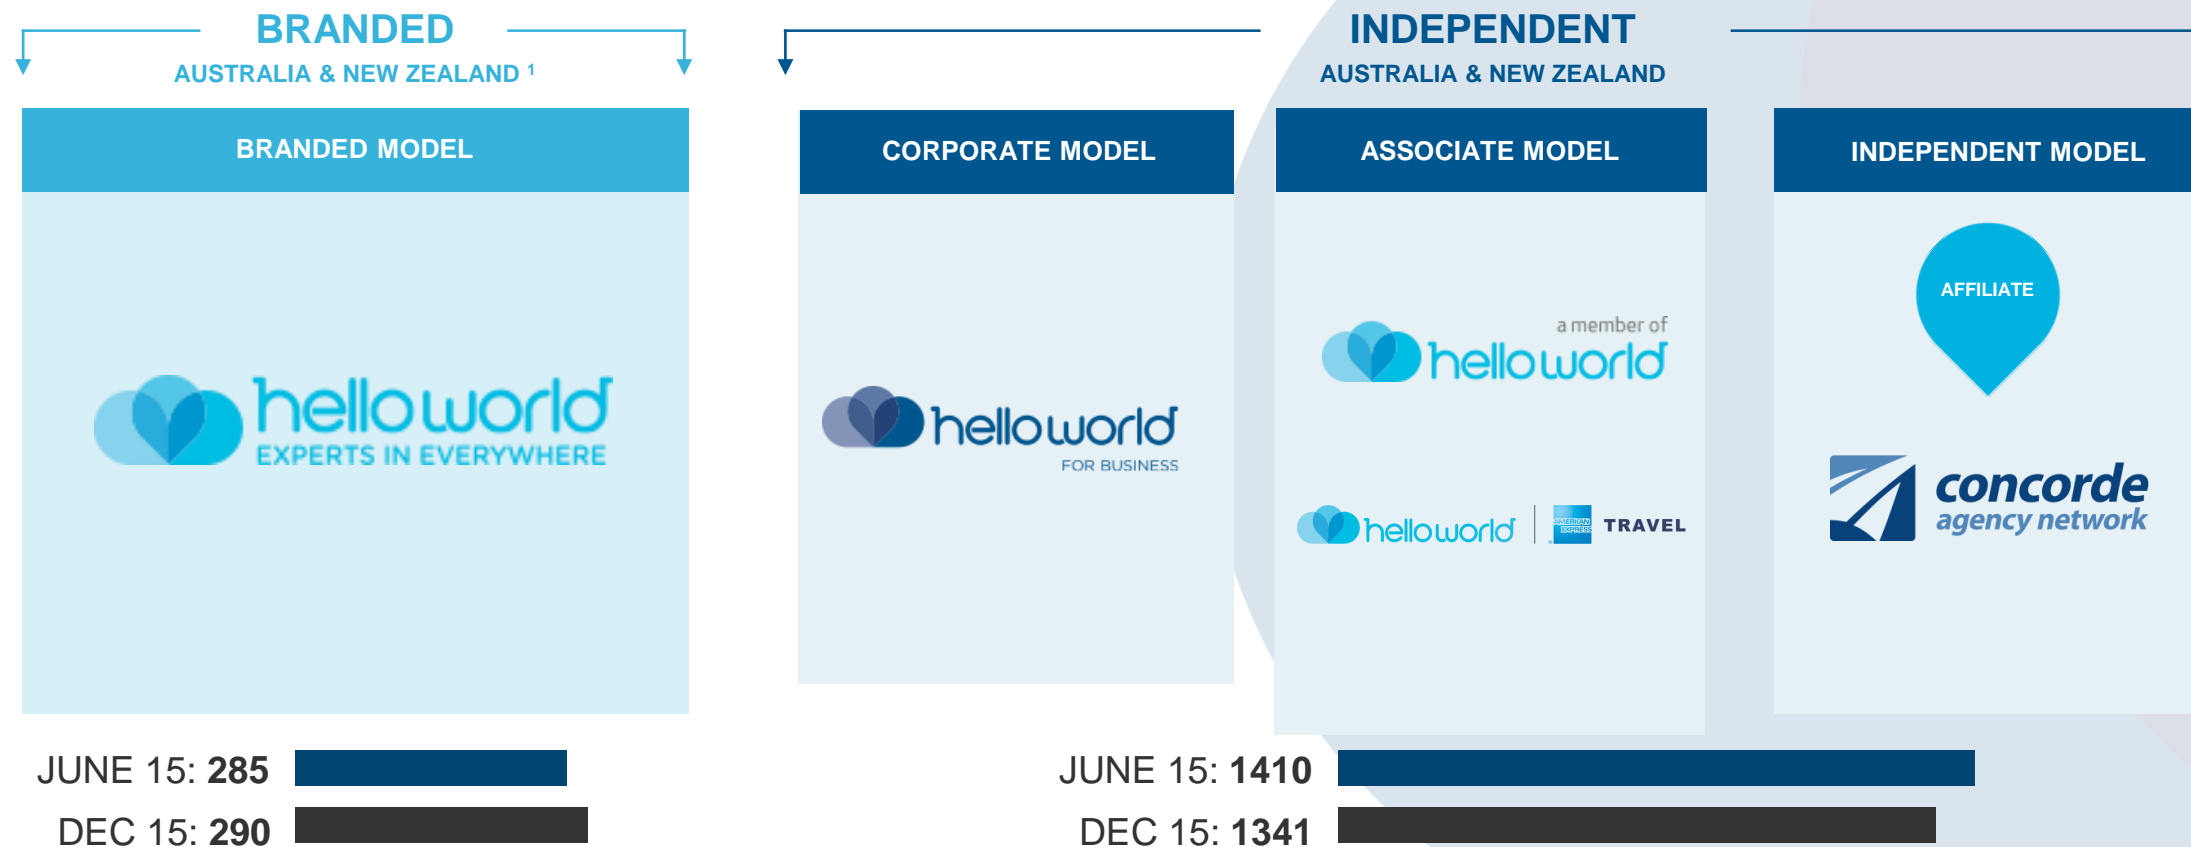 BRANDED
AUSTRALIA & NEW ZEALAND 1
INDEPENDENT
AUSTRALIA & NEW ZEALAND
BRANDED MODEL
CORPORATE MODEL
ASSOCIATE MODEL
INDEPENDENT MODEL
helloworld
EXPERTS IN EVERYWHERE
helloworld
FOR BUSINESS
a member of
helloworld
helloworld
AMERICAN
EXPRESS
®
TRAVEL
AFFILIATE
concorde
agency network
JUNE 15: 285
DEC 15: 290
JUNE 15: 1410
DEC 15: 1341